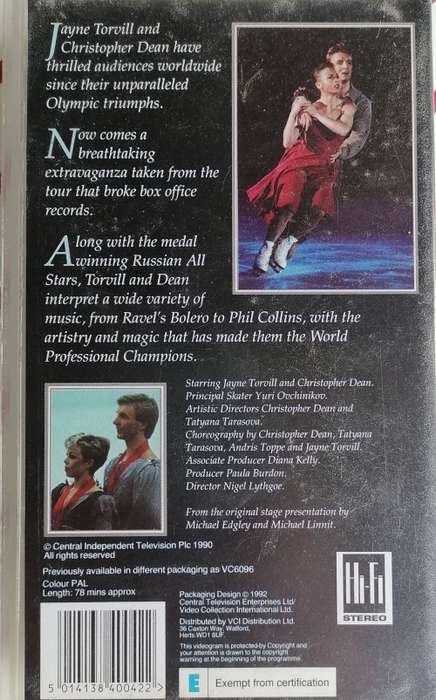 Jayne Torvill and
Christopher Dean have
thrilled audiences worldwide
since their unparalleled
Olympic triumphs.
Now comes a
breathtaking
extravaganza taken from the
tour that broke box office
records.
Along with the medal
winning Russian All
Stars, Torvill and Dean
interpret a wide variety of
music, from Ravel's Bolero to Phil Collins, with the
artistry and magic that has made them the World
Professional Champions.
Starring Jayne Torvill and Christopher Dean.
Principal Skater Yuri Ovchinikov.
Artistic Directors Christopher Dean and
Tatyana Tarasova.
Choreography by Christopher Dean, Tatyana
Tarasova, Andris Toppe and Jayne Torvill.
Associate Producer Diana Kelly.
Producer Paula Burdon.
Director Nigel Lythgoe.
From the original stage presentation by
Michael Edgley and Michael Linnit.
© Central Independent Television Plc 1990
All rights reserved
Previously available in different packaging as VC6096
Colour PAL
Length: 78 mins approx
Packaging Design © 1992
Central Television Enterprises Ltd/
Video Collection International Ltd.
Distributed by VCI Distribution Ltd.
36 Caxton Way, Watford,
Herts. WD1 8UF
This videogram is protected by Copyright and
your attention is drawn to the copyright
warning at the beginning of the programme.
Hi-Fi
STEREO
5 014138 400422 >
E Exempt from certification